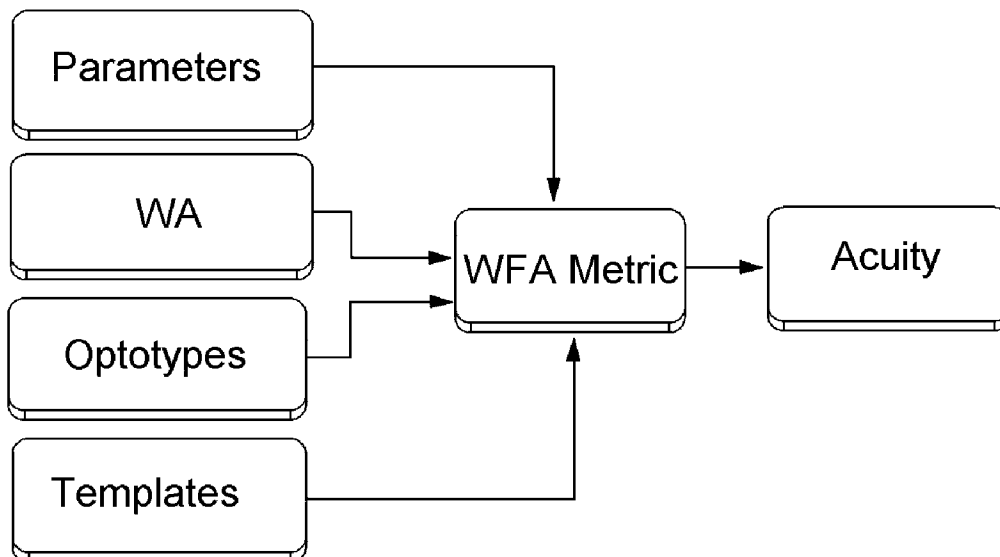 Parameters
WA
Optotypes
Templates
WFA Metric
Acuity